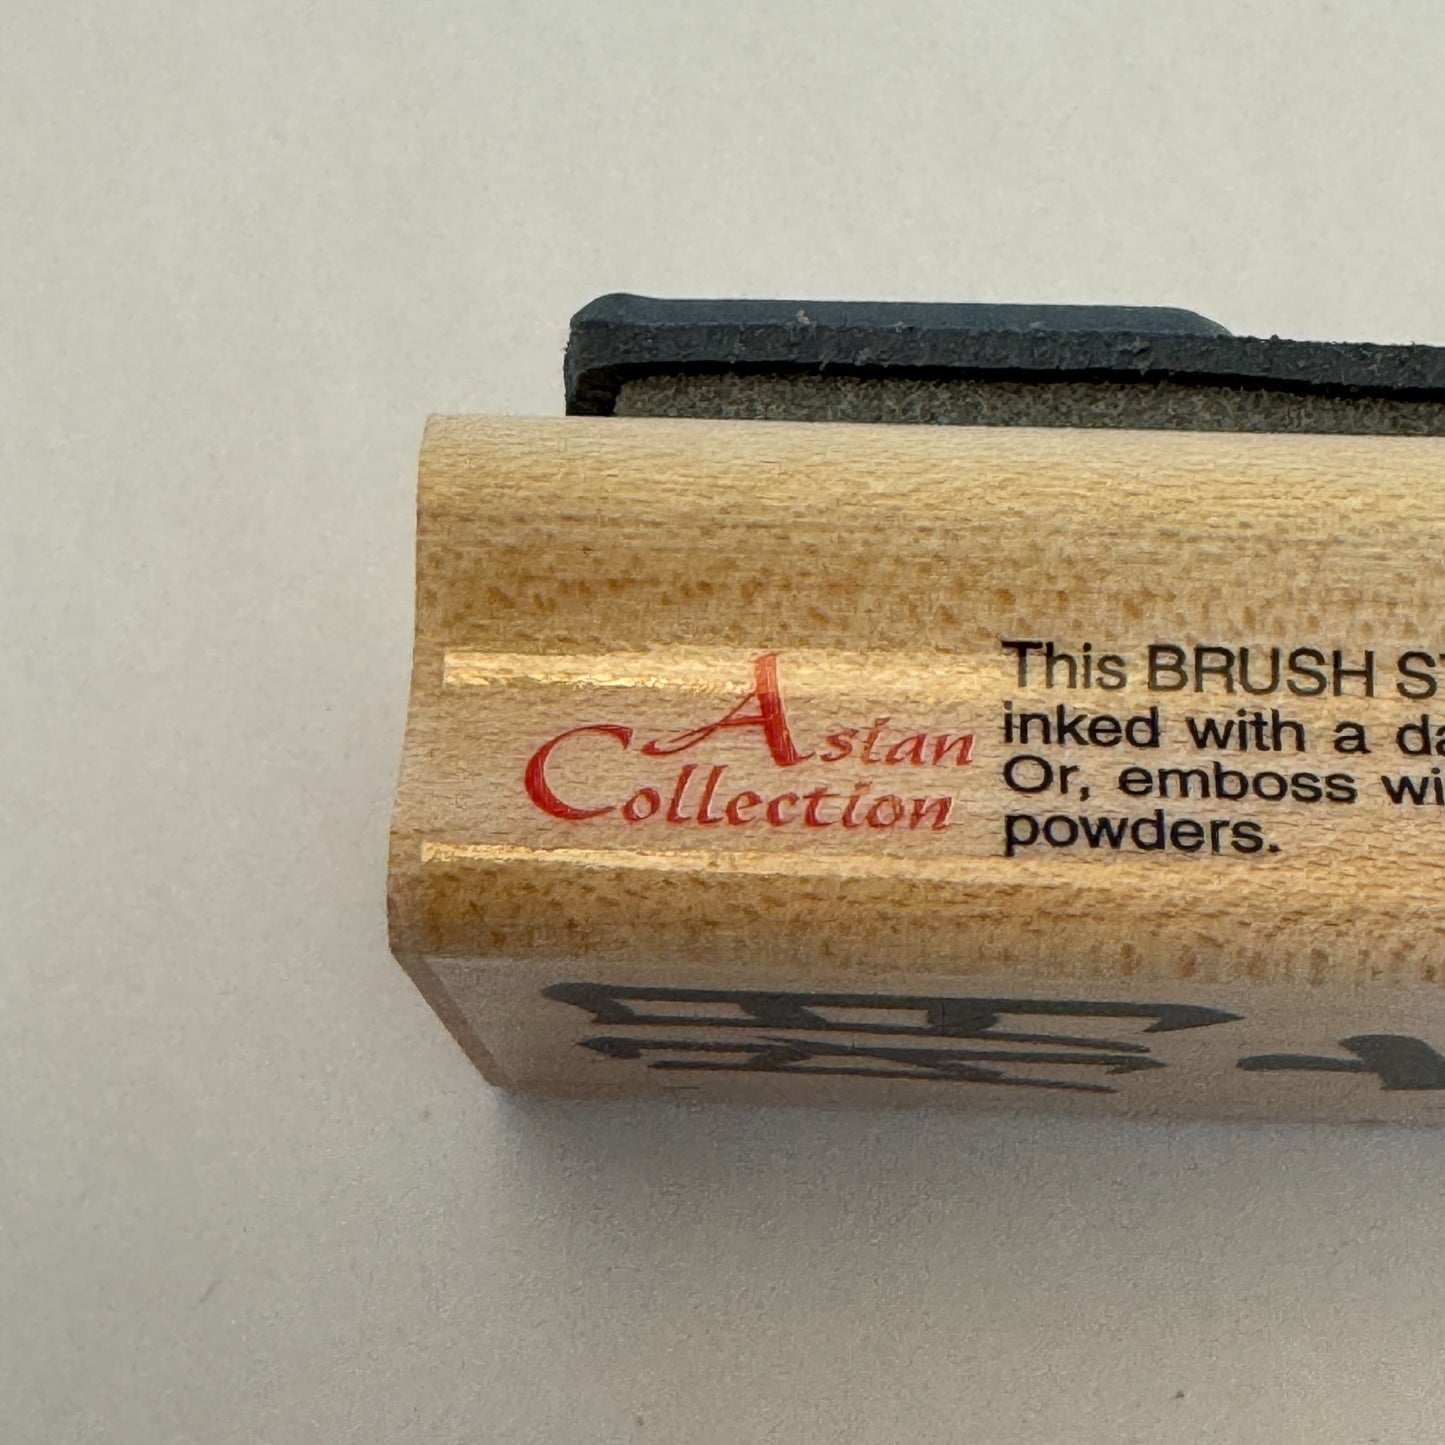 Asian
Collection
This BRUSH
inked with a
Or, emboss
powders.